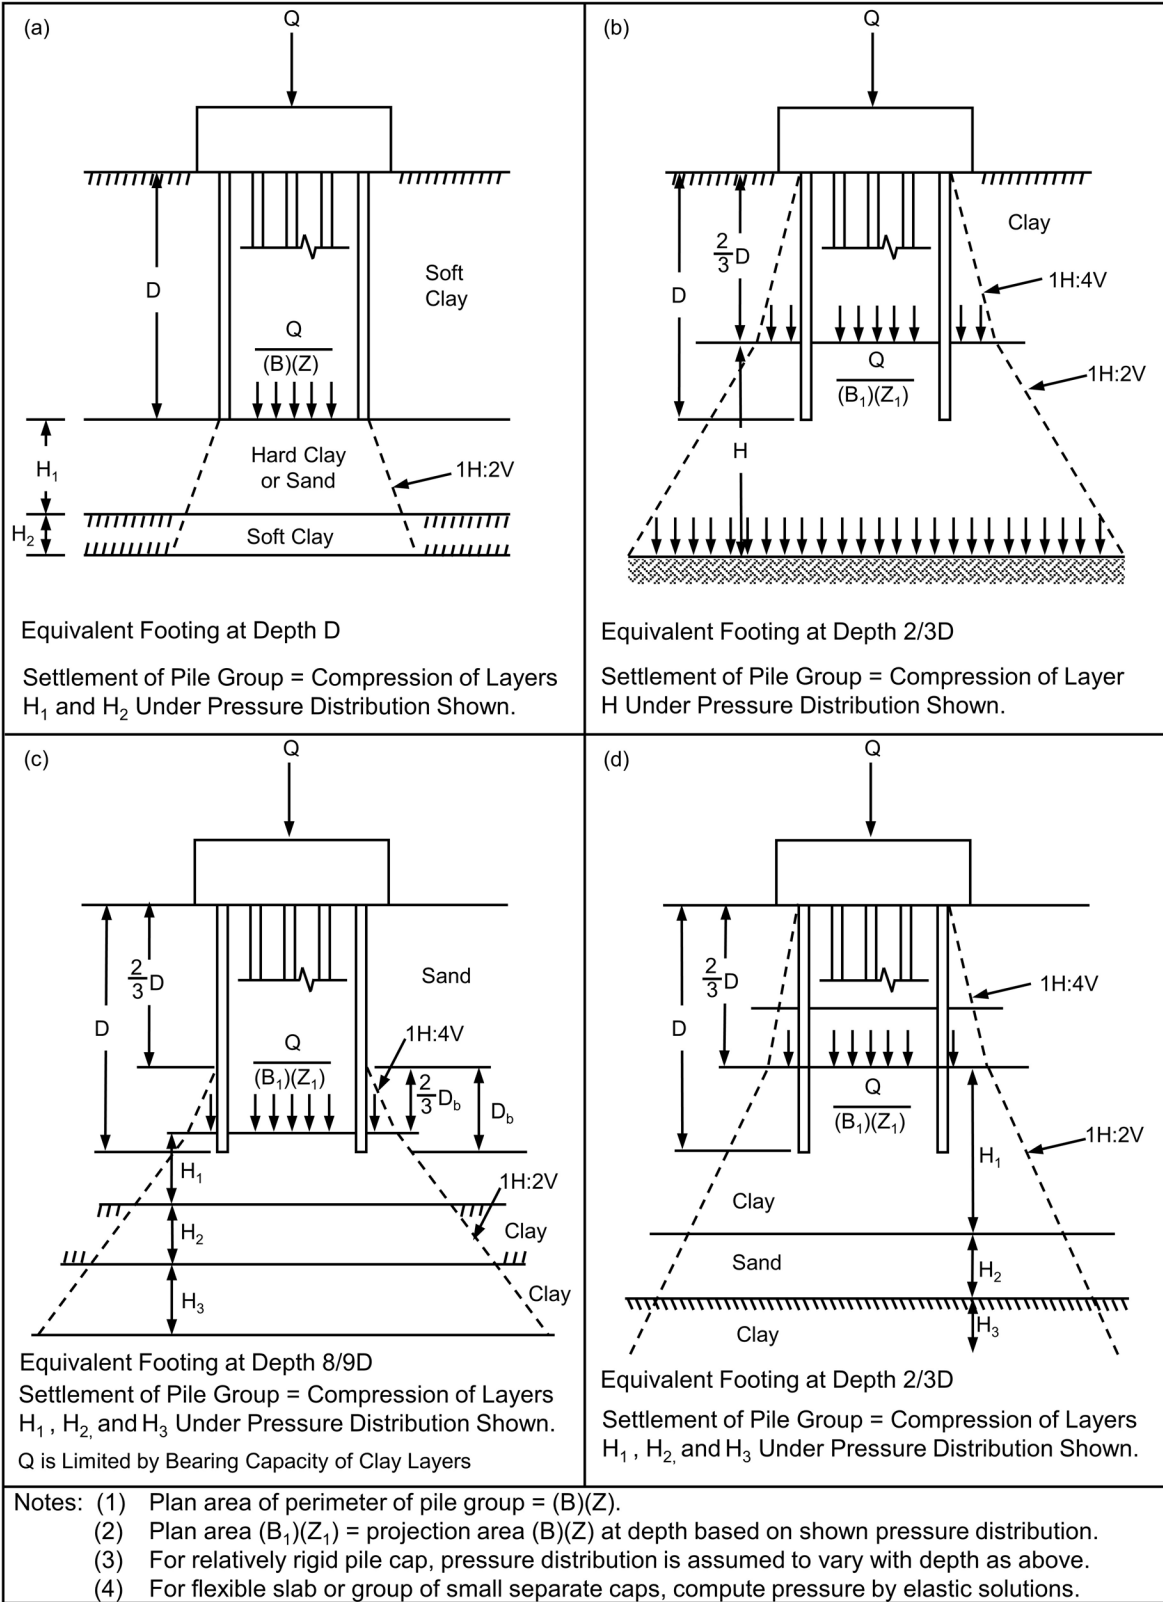 (a)
Q
D
Soft
Clay
Q
(B)(Z)
H₁
Hard Clay
or Sand
1H:2V
H₂
Soft Clay
Equivalent Footing at Depth D
Settlement of Pile Group = Compression of Layers
H₁ and H₂ Under Pressure Distribution Shown.
(b)
Q
Clay
2
3 D
1H:4V
D
Q
(B₁)(Z₁)
1H:2V
H
Equivalent Footing at Depth 2/3D
Settlement of Pile Group = Compression of Layer
H Under Pressure Distribution Shown.
(c)
Q
2
3 D
Sand
D
1H:4V
Q
(B₁)(Z₁)
2
3 D_b
D_b
H₁
1H:2V
H₂
Clay
H₃
Clay
Equivalent Footing at Depth 8/9D
Settlement of Pile Group = Compression of Layers
H₁ , H₂, and H₃ Under Pressure Distribution Shown.
Q is Limited by Bearing Capacity of Clay Layers
(d)
Q
2
3 D
1H:4V
D
Q
(B₁)(Z₁)
1H:2V
H₁
Clay
Sand
H₂
Clay
H₃
Equivalent Footing at Depth 2/3D
Settlement of Pile Group = Compression of Layers
H₁ , H₂, and H₃ Under Pressure Distribution Shown.
Notes: (1) Plan area of perimeter of pile group = (B)(Z).
(2) Plan area (B₁)(Z₁) = projection area (B)(Z) at depth based on shown pressure distribution.
(3) For relatively rigid pile cap, pressure distribution is assumed to vary with depth as above.
(4) For flexible slab or group of small separate caps, compute pressure by elastic solutions.